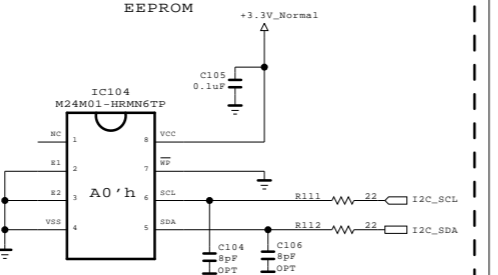 EEPROM
+3.3V_Normal
C105
0.1uF
IC104
M24M01-HRMN6TP
NC 1 8 VCC
E1 2 7 WP
A0'h
E2 3 6 SCL R111 22 I2C_SCL
VSS 4 5 SDA R112 22 I2C_SDA
C104 C106
8pF 8pF
OPT OPT